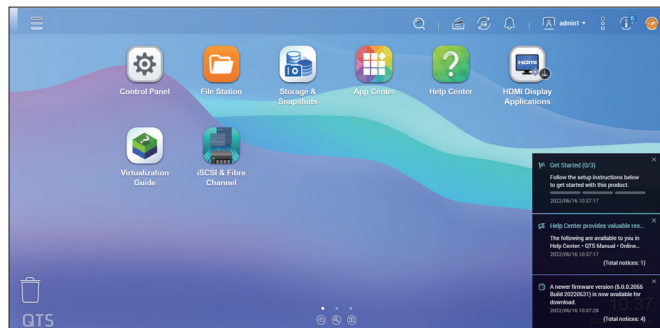 admin1
Control Panel
File Station
Storage &
Snapshots
App Center
Help Center
HDMI
HDMI Display
Applications
Virtualization
Guide
iSCSI & Fibre
Channel
Get Started (0/3)
Follow the setup instructions below
to get started with this product.
2022/06/16 10:37:17
Help Center provides valuable res...
The following are available to you in
Help Center: • QTS Manual • Online...
2022/06/16 10:37:17
(Total notices: 1)
A newer firmware version (5.0.0.2055
Build 20220531) is now available for
download.
2022/06/16 10:37:28
(Total notices: 4)
10:37
QTS